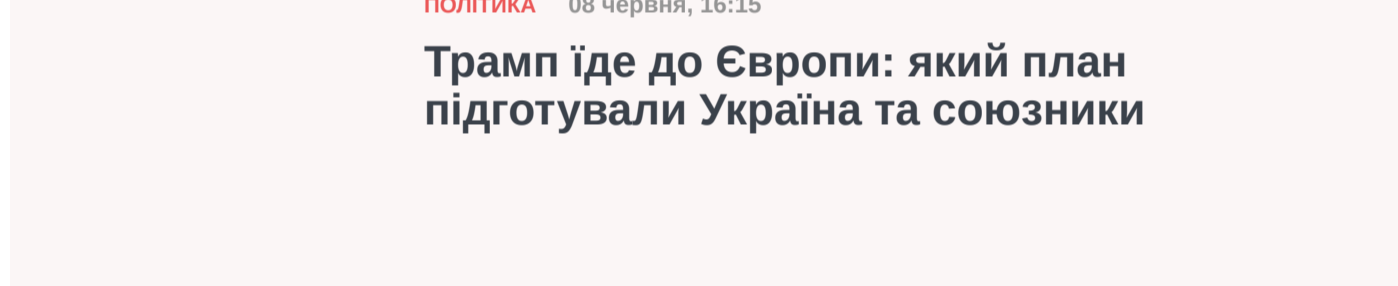 ПОЛІТИКА 08 червня, 16:15
Трамп їде до Європи: який план
підготували Україна та союзники